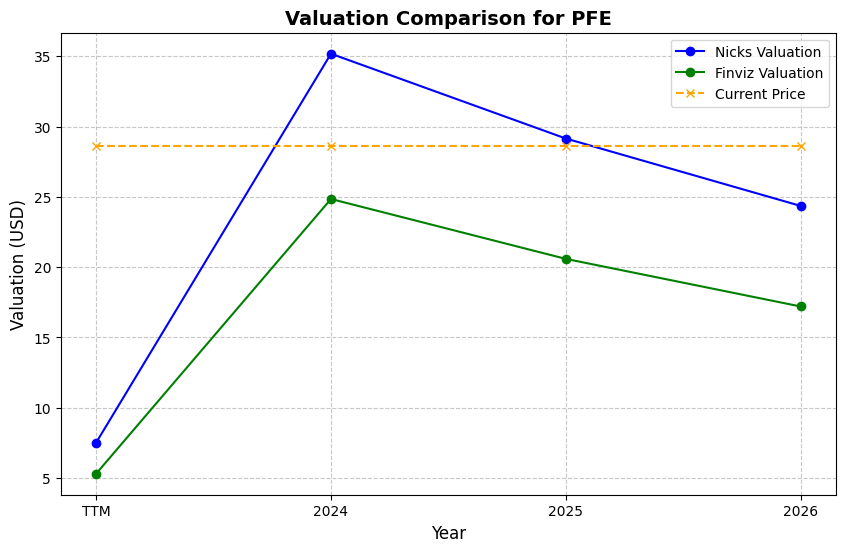 Valuation Comparison for PFE
Nicks Valuation
Finviz Valuation
Current Price
Valuation (USD)
35
30
25
20
15
10
5
TTM
2024
2025
2026
Year